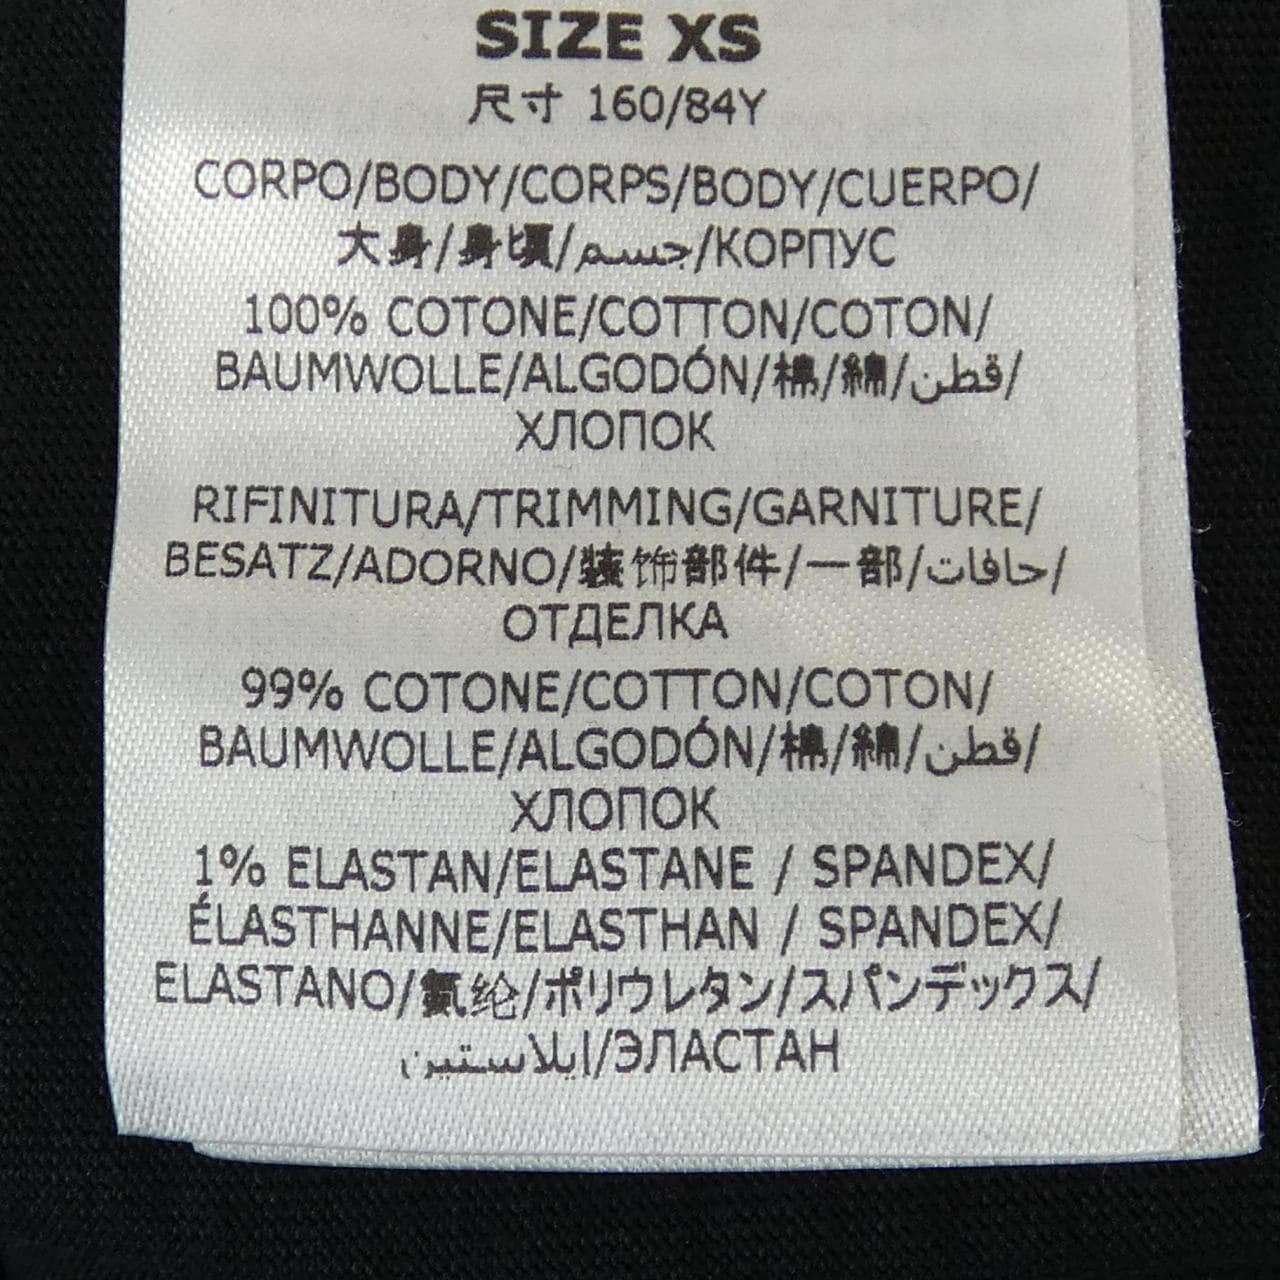 SIZE XS
尺寸 160/84Y
CORPO/BODY/CORPS/BODY/CUERPO/
大身/身頃/جسم/КОРПУС
100% COTONE/COTTON/COTON/
BAUMWOLLE/ALGODÓN/棉/綿/قطن/
ХЛОПОК
RIFINITURA/TRIMMING/GARNITURE/
BESATZ/ADORNO/装饰部件/一部/حافات/
ОТДЕЛКА
99% COTONE/COTTON/COTON/
BAUMWOLLE/ALGODÓN/棉/綿/قطن/
ХЛОПОК
1% ELASTAN/ELASTANE / SPANDEX/
ÉLASTHANNE/ELASTHAN / SPANDEX/
ELASTANO/氨纶/ポリウレタン/スパンデックス/
ايلاستين/ЭЛАСТАН